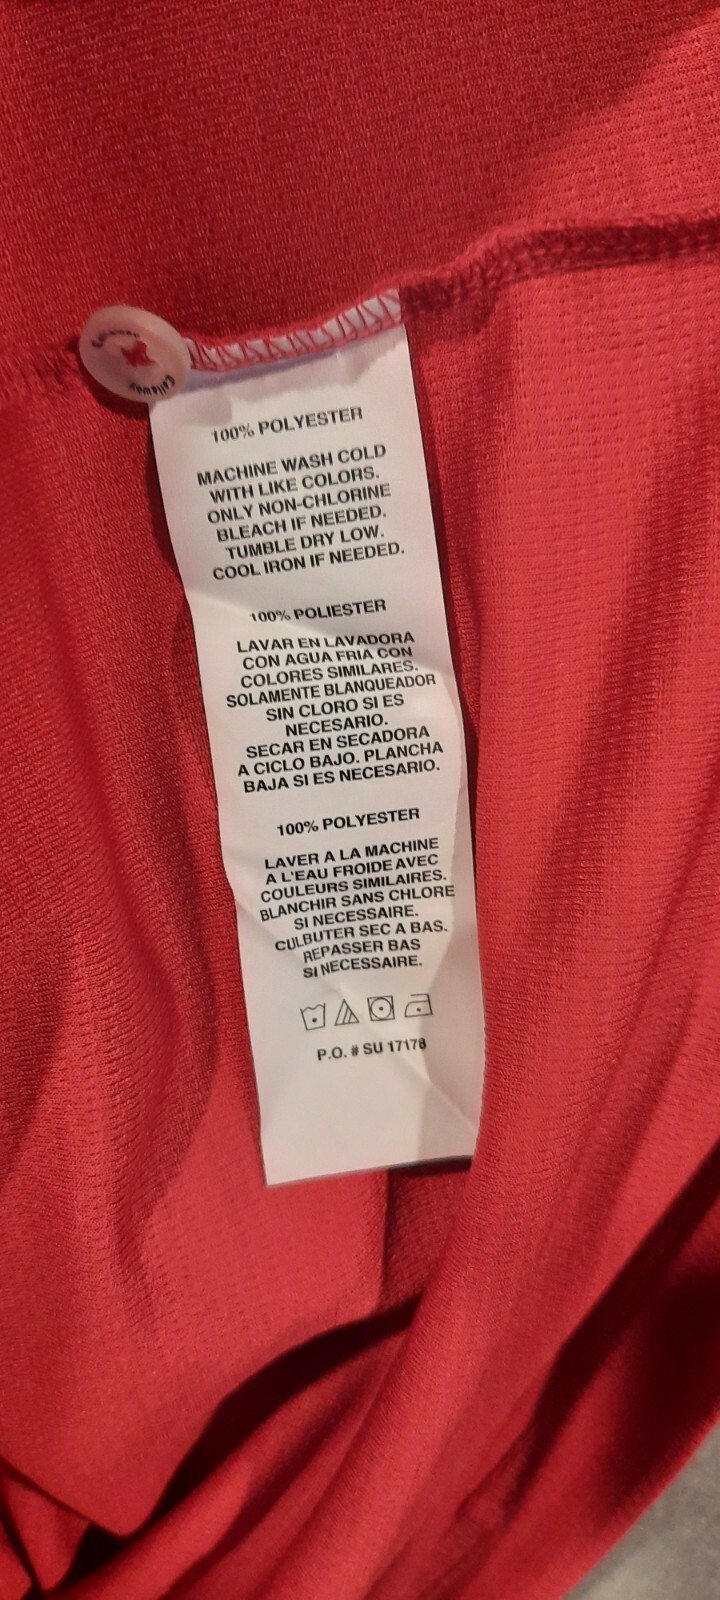 Callaway
Callaway
100% POLYESTER
MACHINE WASH COLD
WITH LIKE COLORS.
ONLY NON-CHLORINE
BLEACH IF NEEDED.
TUMBLE DRY LOW.
COOL IRON IF NEEDED.
100% POLIESTER
LAVAR EN LAVADORA
CON AGUA FRIA CON
COLORES SIMILARES.
SOLAMENTE BLANQUEADOR
SIN CLORO SI ES
NECESARIO.
SECAR EN SECADORA
A CICLO BAJO. PLANCHA
BAJA SI ES NECESARIO.
100% POLYESTER
LAVER A LA MACHINE
A L'EAU FROIDE AVEC
COULEURS SIMILAIRES.
BLANCHIR SANS CHLORE
SI NECESSAIRE.
CULBUTER SEC A BAS.
REPASSER BAS
SI NECESSAIRE.
P.O. # SU 17178